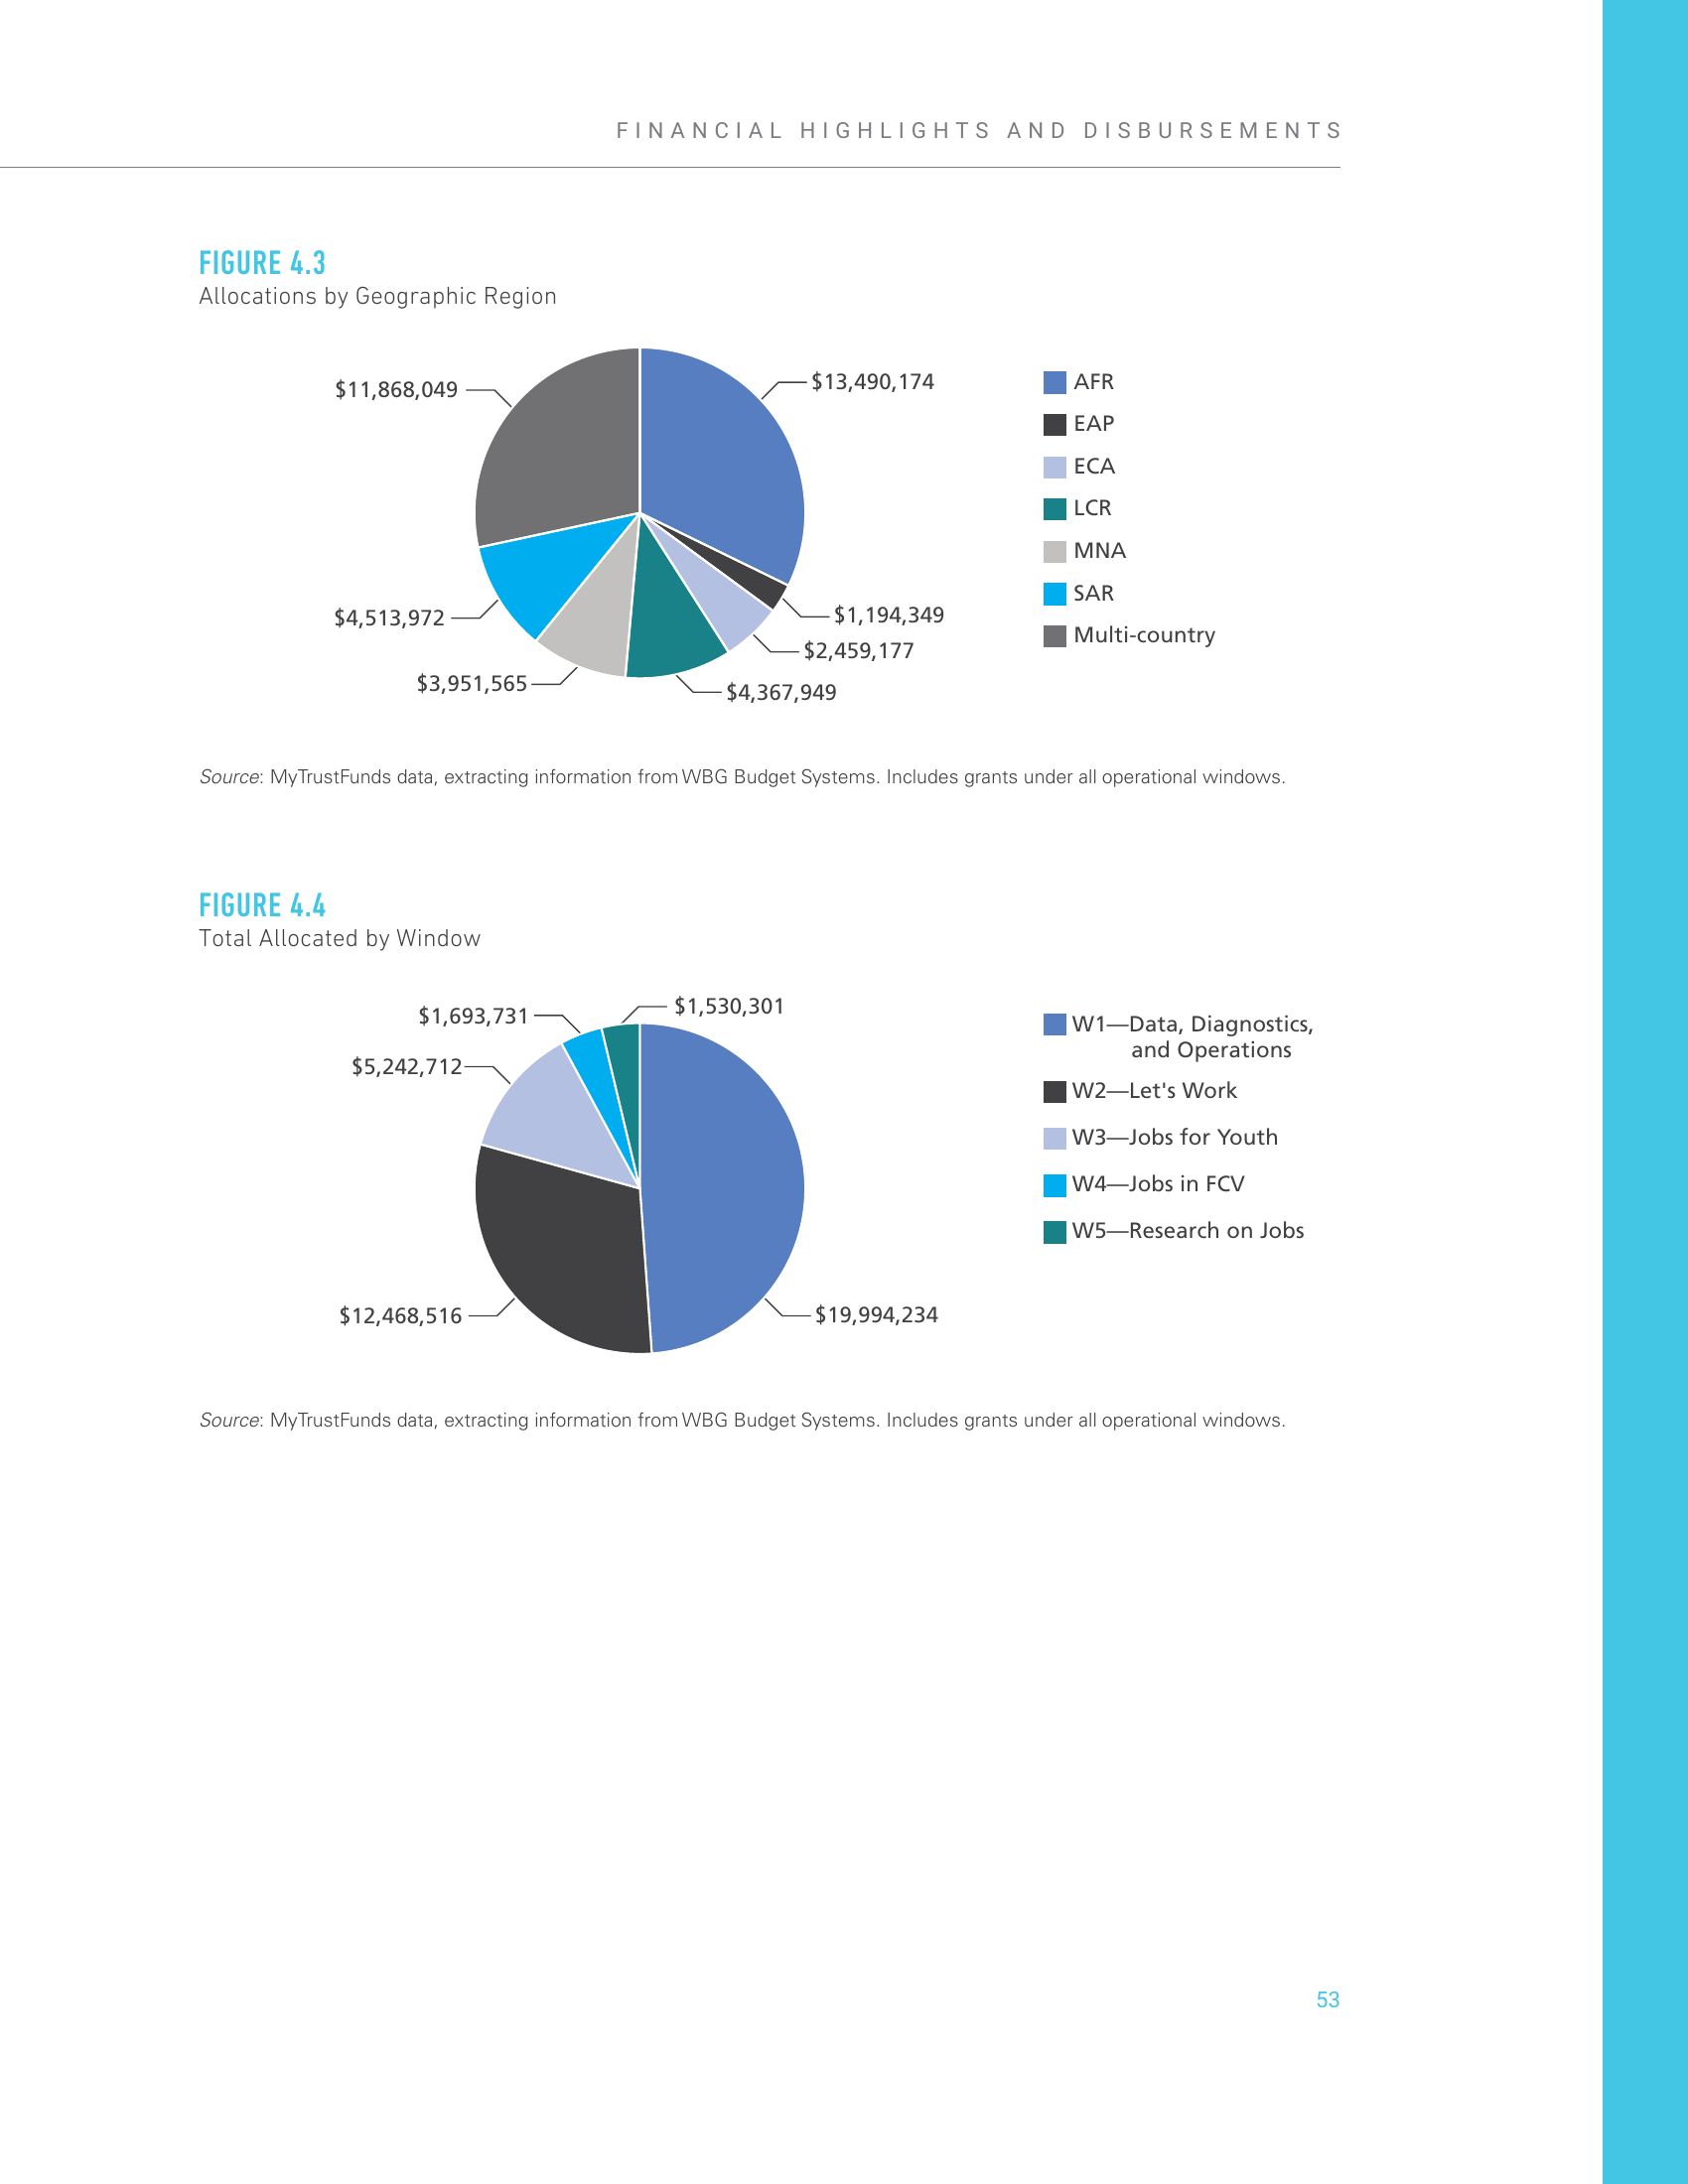 FINANCIAL HIGHLIGHTS AND DISBURSEMENTS
FIGURE 4.3
Allocations by Geographic Region
$11,868,049
$13,490,174
$4,513,972
$1,194,349
$2,459,177
$3,951,565
$4,367,949
AFR
EAP
ECA
LCR
MNA
SAR
Multi-country
Source: MyTrustFunds data, extracting information from WBG Budget Systems. Includes grants under all operational windows.
FIGURE 4.4
Total Allocated by Window
$1,530,301
$1,693,731
$5,242,712
$12,468,516
$19,994,234
W1—Data, Diagnostics,
and Operations
W2—Let's Work
W3—Jobs for Youth
W4—Jobs in FCV
W5—Research on Jobs
Source: MyTrustFunds data, extracting information from WBG Budget Systems. Includes grants under all operational windows.
53